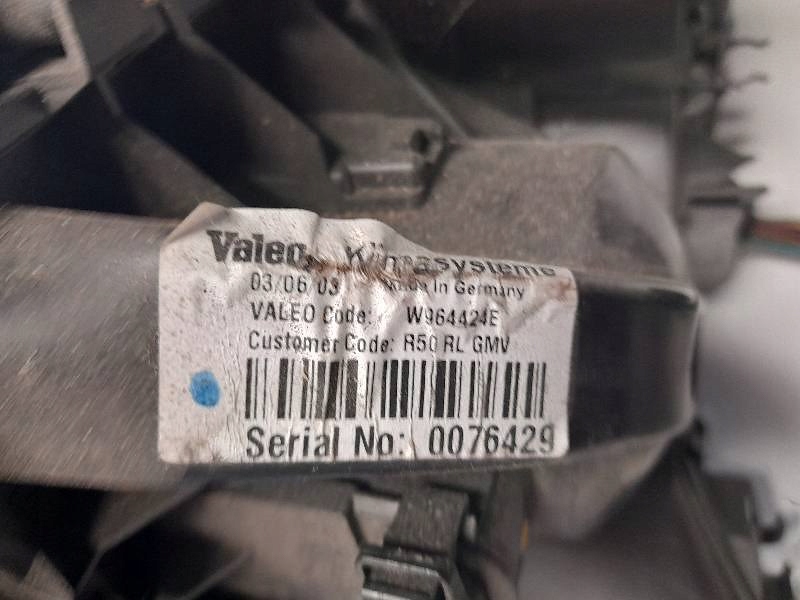 Valeo Klimasysteme
03/06/03 Made in Germany
VALEO Code: W964424E
Customer Code: R50 RL GMV
Serial No: 0076429